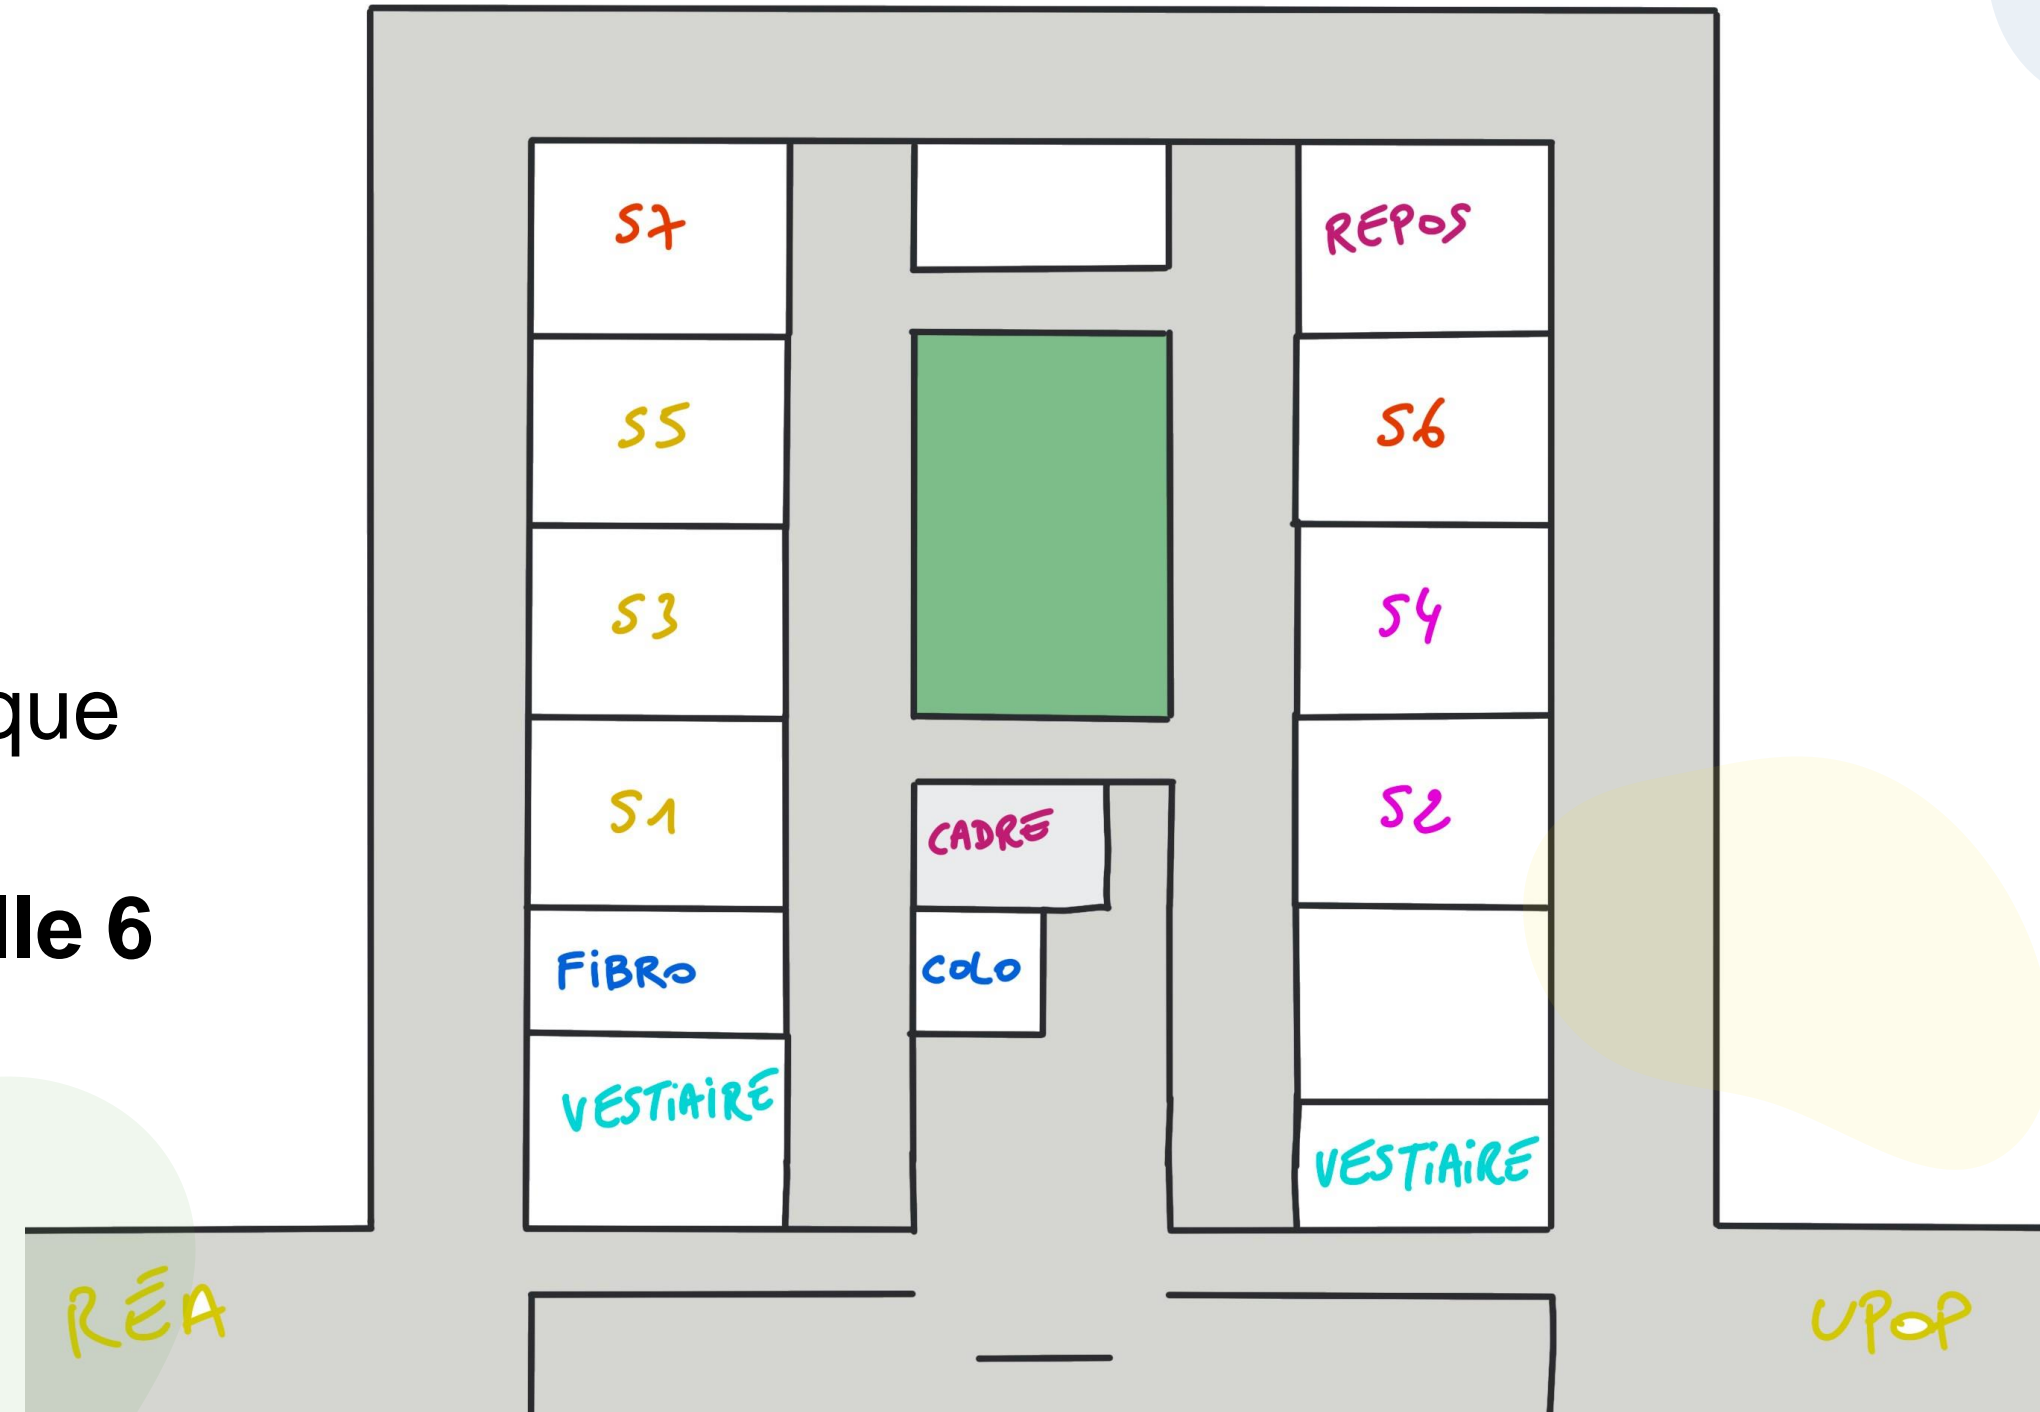 S7
REPOS
S5
S6
S3
S4
que
S1
CADRE
S2
lle 6
FiBRO
COLO
VESTiAiRE
VESTiAiRE
RÉA
UPOP